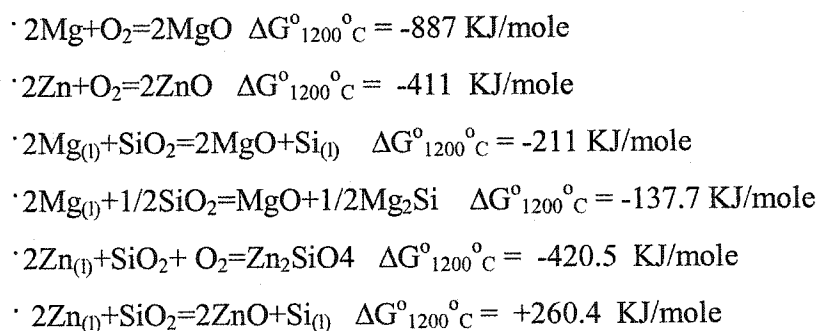 · 2Mg+O₂=2MgO ΔG°₁₂₀₀°C = -887 KJ/mole
· 2Zn+O₂=2ZnO ΔG°₁₂₀₀°C = -411 KJ/mole
· 2Mg₍ₗ₎+SiO₂=2MgO+Si₍ₗ₎ ΔG°₁₂₀₀°C = -211 KJ/mole
· 2Mg₍ₗ₎+1/2SiO₂=MgO+1/2Mg₂Si ΔG°₁₂₀₀°C = -137.7 KJ/mole
· 2Zn₍ₗ₎+SiO₂+ O₂=Zn₂SiO4 ΔG°₁₂₀₀°C = -420.5 KJ/mole
· 2Zn₍ₗ₎+SiO₂=2ZnO+Si₍ₗ₎ ΔG°₁₂₀₀°C = +260.4 KJ/mole